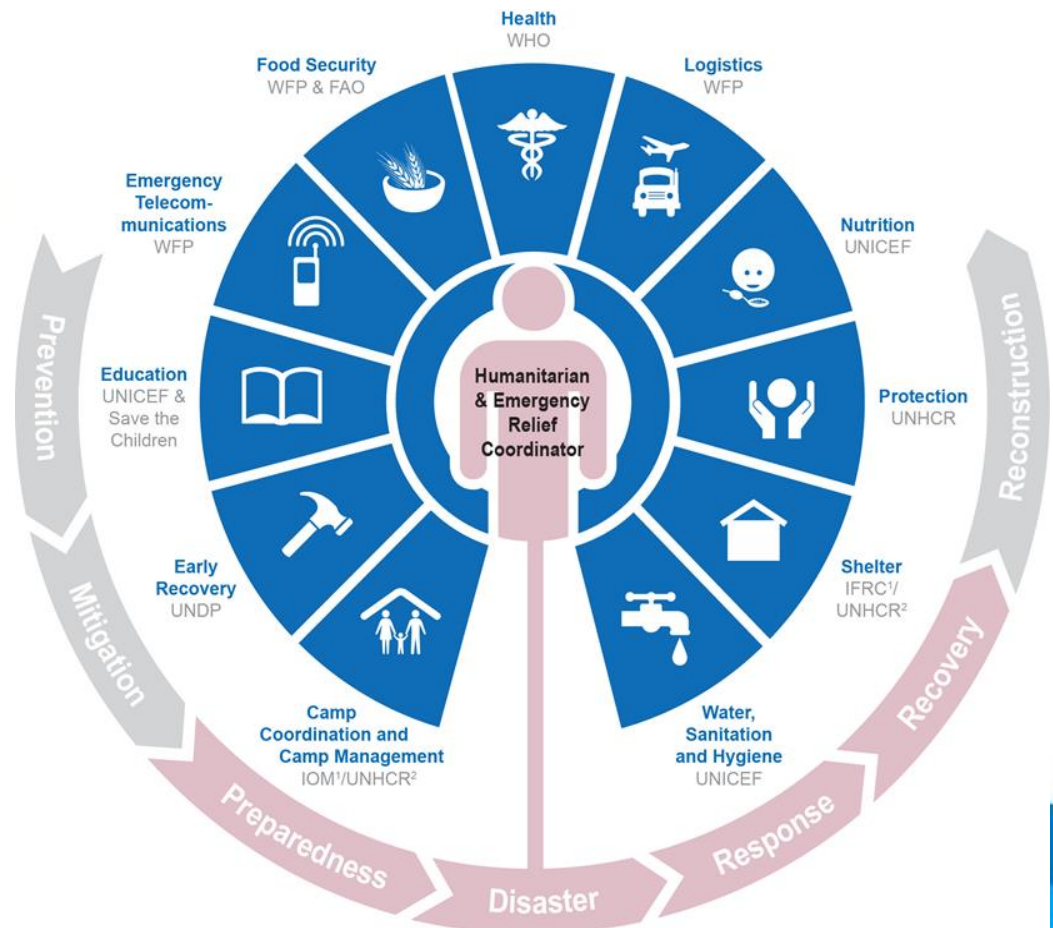 Health
WHO
Food Security
WFP & FAO
Logistics
WFP
Emergency
Telecom-
munications
WFP
Nutrition
UNICEF
Education
UNICEF &
Save the
Children
Humanitarian
& Emergency
Relief
Coordinator
Protection
UNHCR
Early
Recovery
UNDP
Shelter
IFRC¹/
UNHCR²
Camp
Coordination and
Camp Management
IOM¹/UNHCR²
Water,
Sanitation
and Hygiene
UNICEF
Prevention
Mitigation
Preparedness
Disaster
Response
Recovery
Reconstruction